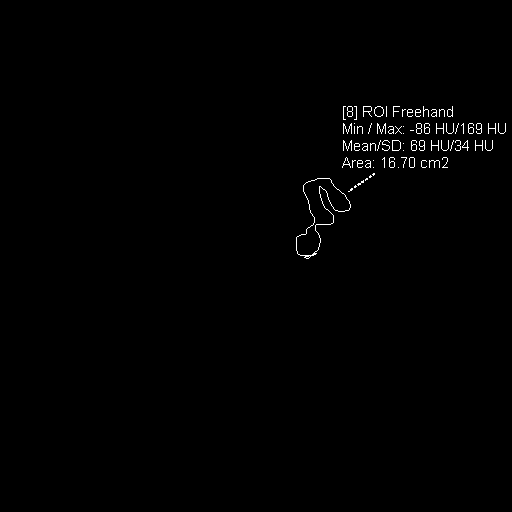 [8] ROI Freehand
Min / Max: -86 HU/169 HU
Mean/SD: 69 HU/34 HU
Area: 16.70 cm2